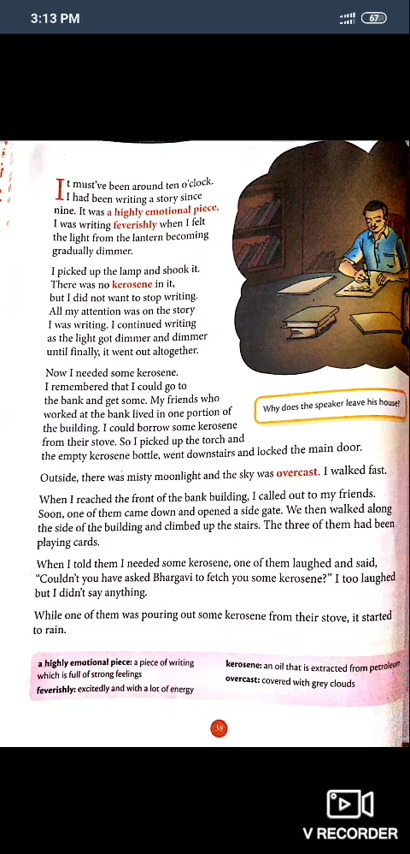 3:13 PM
67
It must've been around ten o'clock.
I had been writing a story since
nine. It was a highly emotional piece.
I was writing feverishly when I felt
the light from the lantern becoming
gradually dimmer.
I picked up the lamp and shook it.
There was no kerosene in it,
but I did not want to stop writing.
All my attention was on the story
I was writing. I continued writing
as the light got dimmer and dimmer
until finally, it went out altogether.
Now I needed some kerosene.
I remembered that I could go to
the bank and get some. My friends who
worked at the bank lived in one portion of
the building. I could borrow some kerosene
from their stove. So I picked up the torch and
the empty kerosene bottle, went downstairs and locked the main door.
Why does the speaker leave his house?
Outside, there was misty moonlight and the sky was overcast. I walked fast.
When I reached the front of the bank building, I called out to my friends.
Soon, one of them came down and opened a side gate. We then walked along
the side of the building and climbed up the stairs. The three of them had been
playing cards.
When I told them I needed some kerosene, one of them laughed and said,
"Couldn't you have asked Bhargavi to fetch you some kerosene?" I too laughed
but I didn't say anything.
While one of them was pouring out some kerosene from their stove, it started
to rain.
a highly emotional piece: a piece of writing
which is full of strong feelings
feverishly: excitedly and with a lot of energy
kerosene: an oil that is extracted from petroleum
overcast: covered with grey clouds
38
V RECORDER